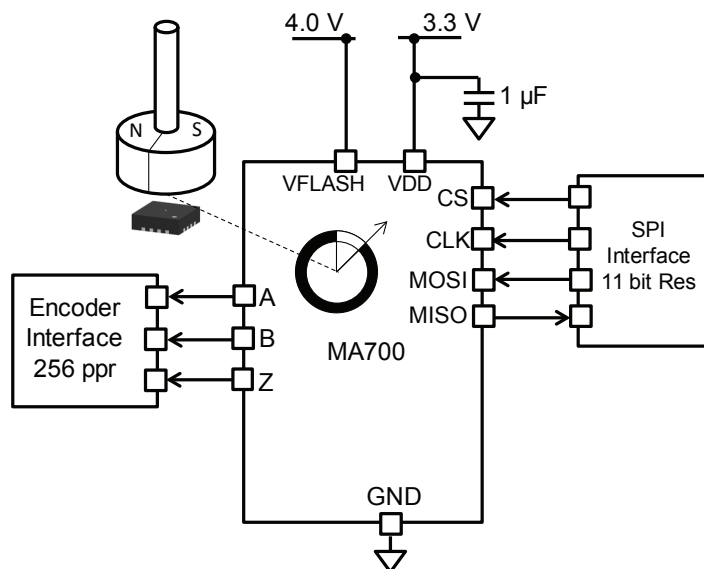 4.0 V
3.3 V
1 µF
N
S
VFLASH
VDD
CS
CLK
MOSI
MISO
SPI
Interface
11 bit Res
A
B
Z
Encoder
Interface
256 ppr
MA700
GND